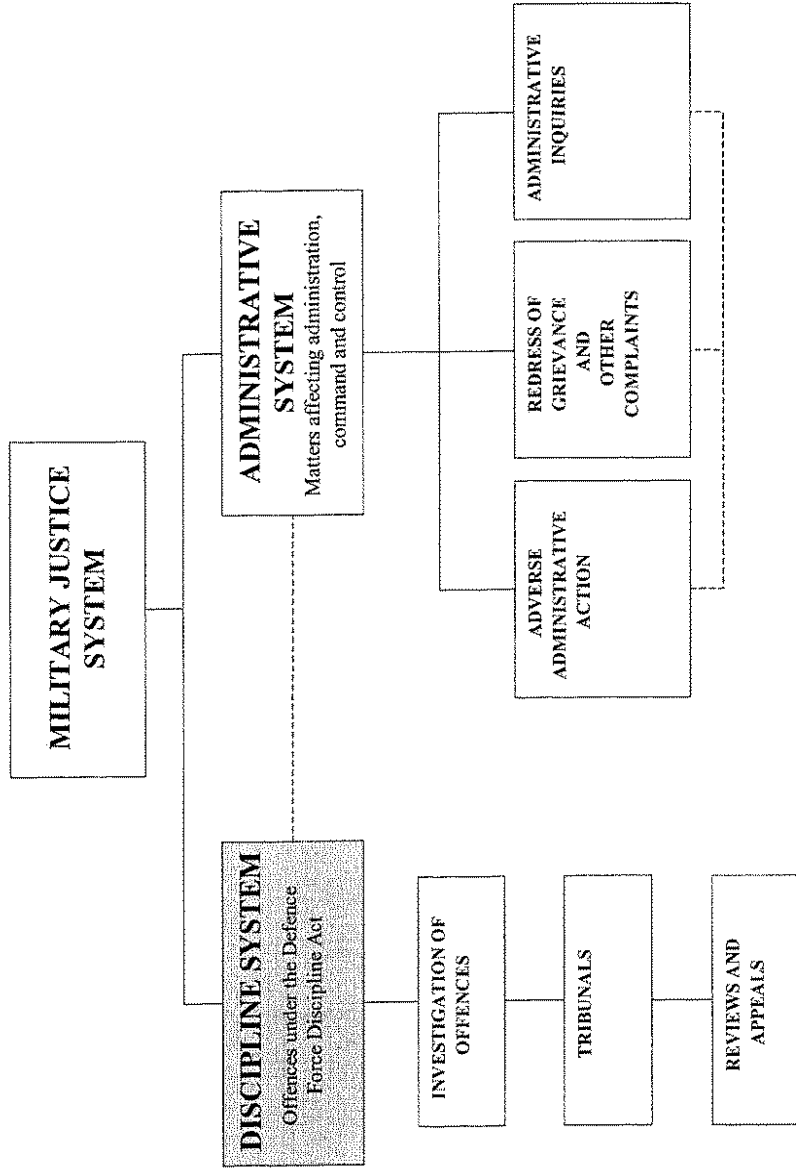 MILITARY JUSTICE
SYSTEM
DISCIPLINE SYSTEM
Offences under the Defence
Force Discipline Act
ADMINISTRATIVE
SYSTEM
Matters affecting administration,
command and control
INVESTIGATION OF
OFFENCES
TRIBUNALS
REVIEWS AND
APPEALS
ADVERSE
ADMINISTRATIVE
ACTION
REDRESS OF
GRIEVANCE
AND
OTHER
COMPLAINTS
ADMINISTRATIVE
INQUIRIES